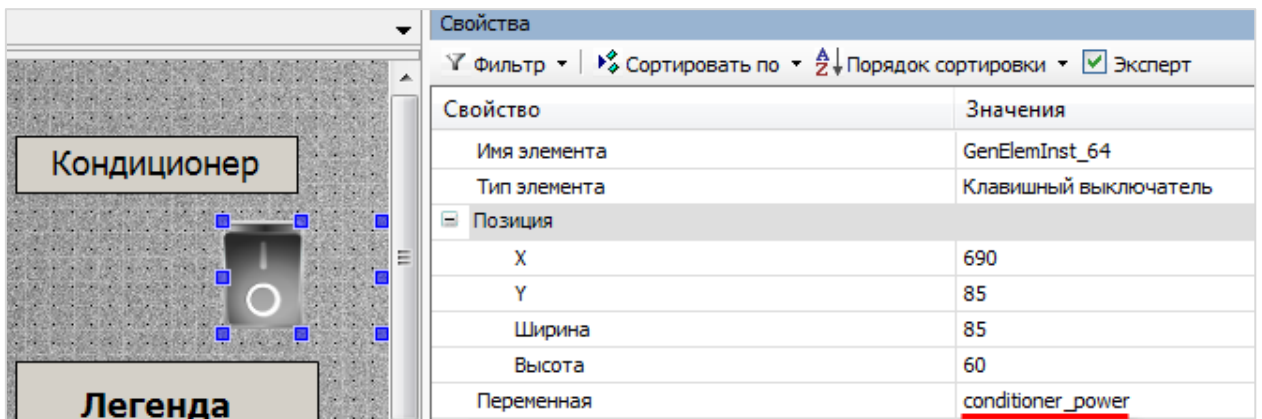 Свойства
Фильтр Сортировать по Порядок сортировки Эксперт
Свойство Значения
Имя элемента GenElemInst_64
Тип элемента Клавишный выключатель
Позиция
X 690
Y 85
Ширина 85
Высота 60
Переменная conditioner_power
Кондиционер
Легенда